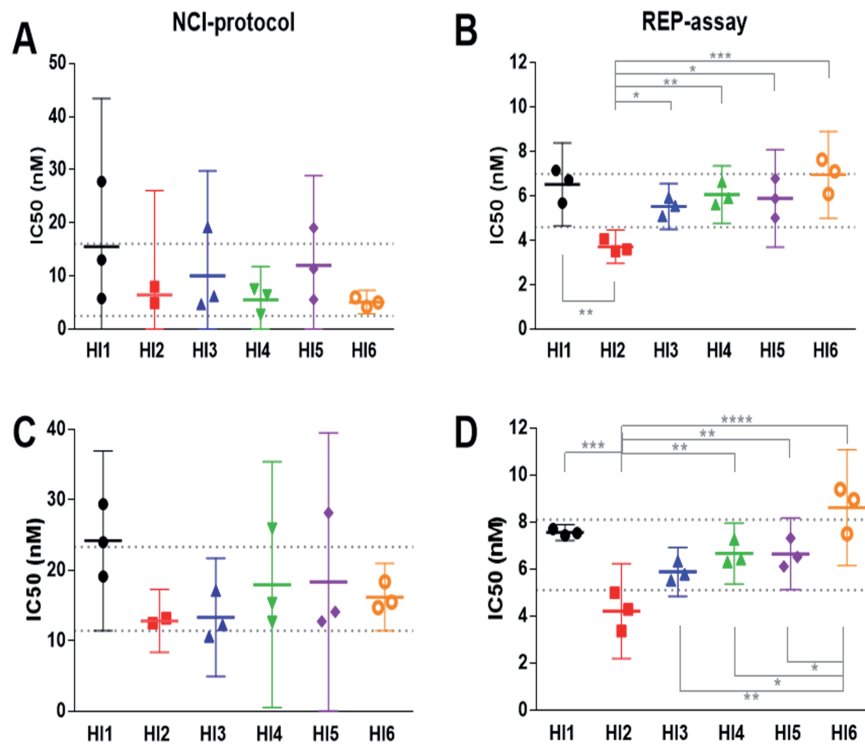 NCI-protocol
REP-assay
A
IC50 (nM)
50
40
30
20
10
0
HI1 HI2 HI3 HI4 HI5 HI6
B
IC50 (nM)
12
10
8
6
4
2
0
***
*
**
*
**
HI1 HI2 HI3 HI4 HI5 HI6
C
IC50 (nM)
40
30
20
10
0
HI1 HI2 HI3 HI4 HI5 HI6
D
IC50 (nM)
12
10
8
6
4
2
0
****
**
***
**
*
*
**
HI1 HI2 HI3 HI4 HI5 HI6